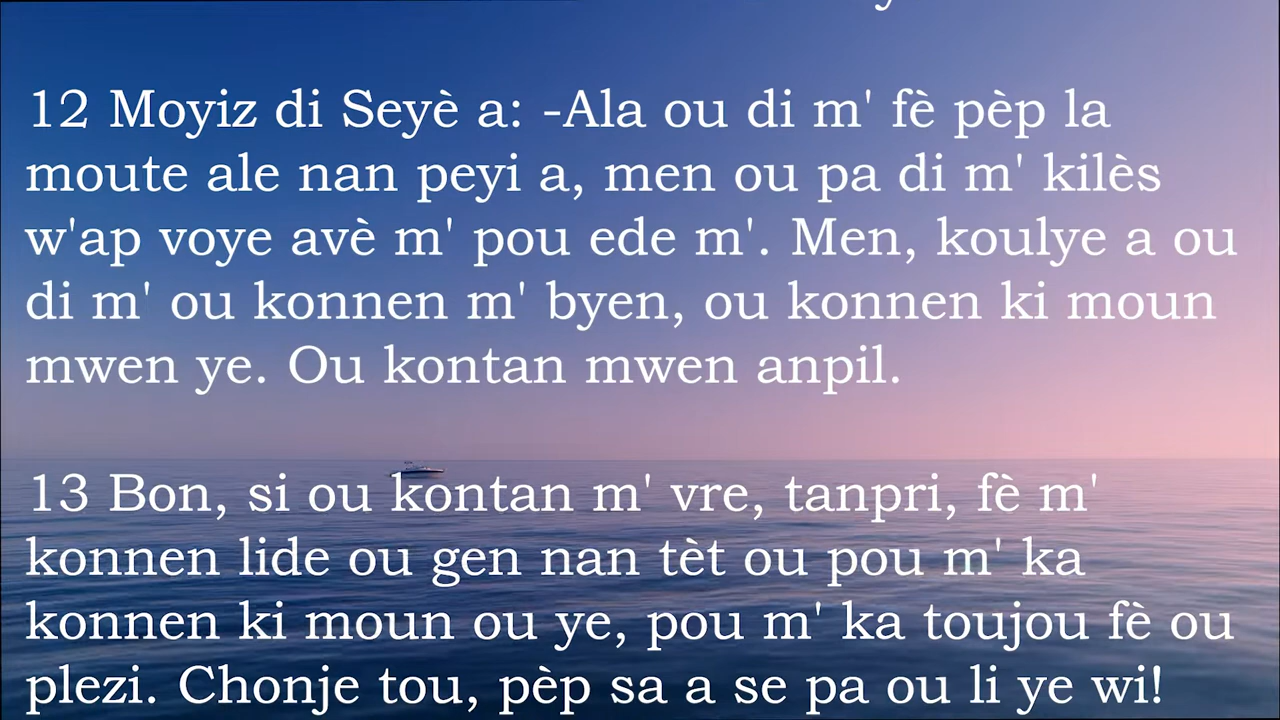 12 Moyiz di Seyè a: -Ala ou di m' fè pèp la
moute ale nan peyi a, men ou pa di m' kilès
w'ap voye avè m' pou ede m'. Men, koulye a ou
di m' ou konnen m' byen, ou konnen ki moun
mwen ye. Ou kontan mwen anpil.
13 Bon, si ou kontan m' vre, tanpri, fè m'
konnen lide ou gen nan tèt ou pou m' ka
konnen ki moun ou ye, pou m' ka toujou fè ou
plezi. Chonje tou, pèp sa a se pa ou li ye wi!